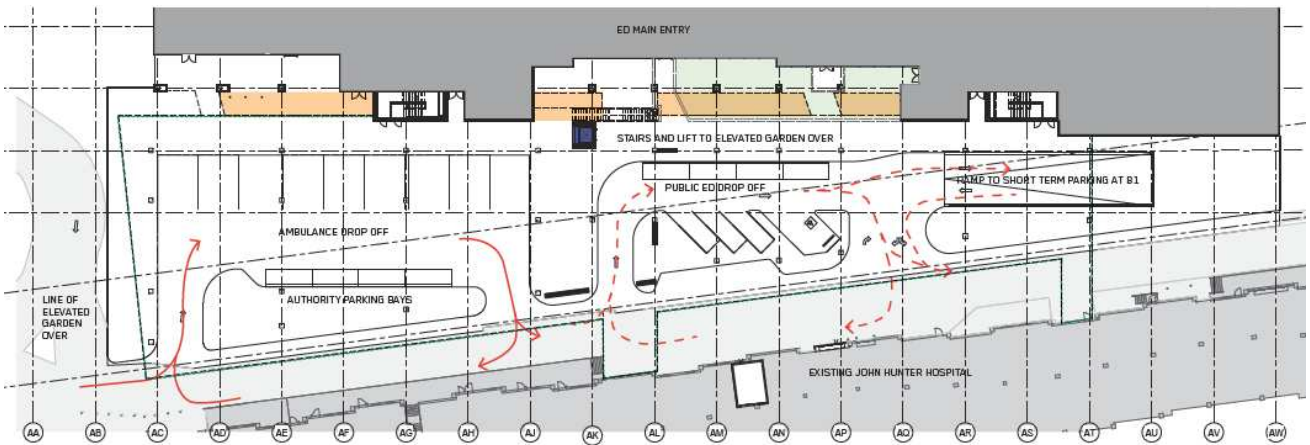 ED MAIN ENTRY
STAIRS AND LIFT TO ELEVATED GARDEN OVER
PUBLIC ED DROP OFF
RAMP TO SHORT TERM PARKING AT B1
AMBULANCE DROP OFF
AUTHORITY PARKING BAYS
LINE OF
ELEVATED
GARDEN
OVER
EXISTING JOHN HUNTER HOSPITAL
AA AB AC AD AE AF AG AH AJ AK AL AM AN AP AQ AR AS AT AU AV AW